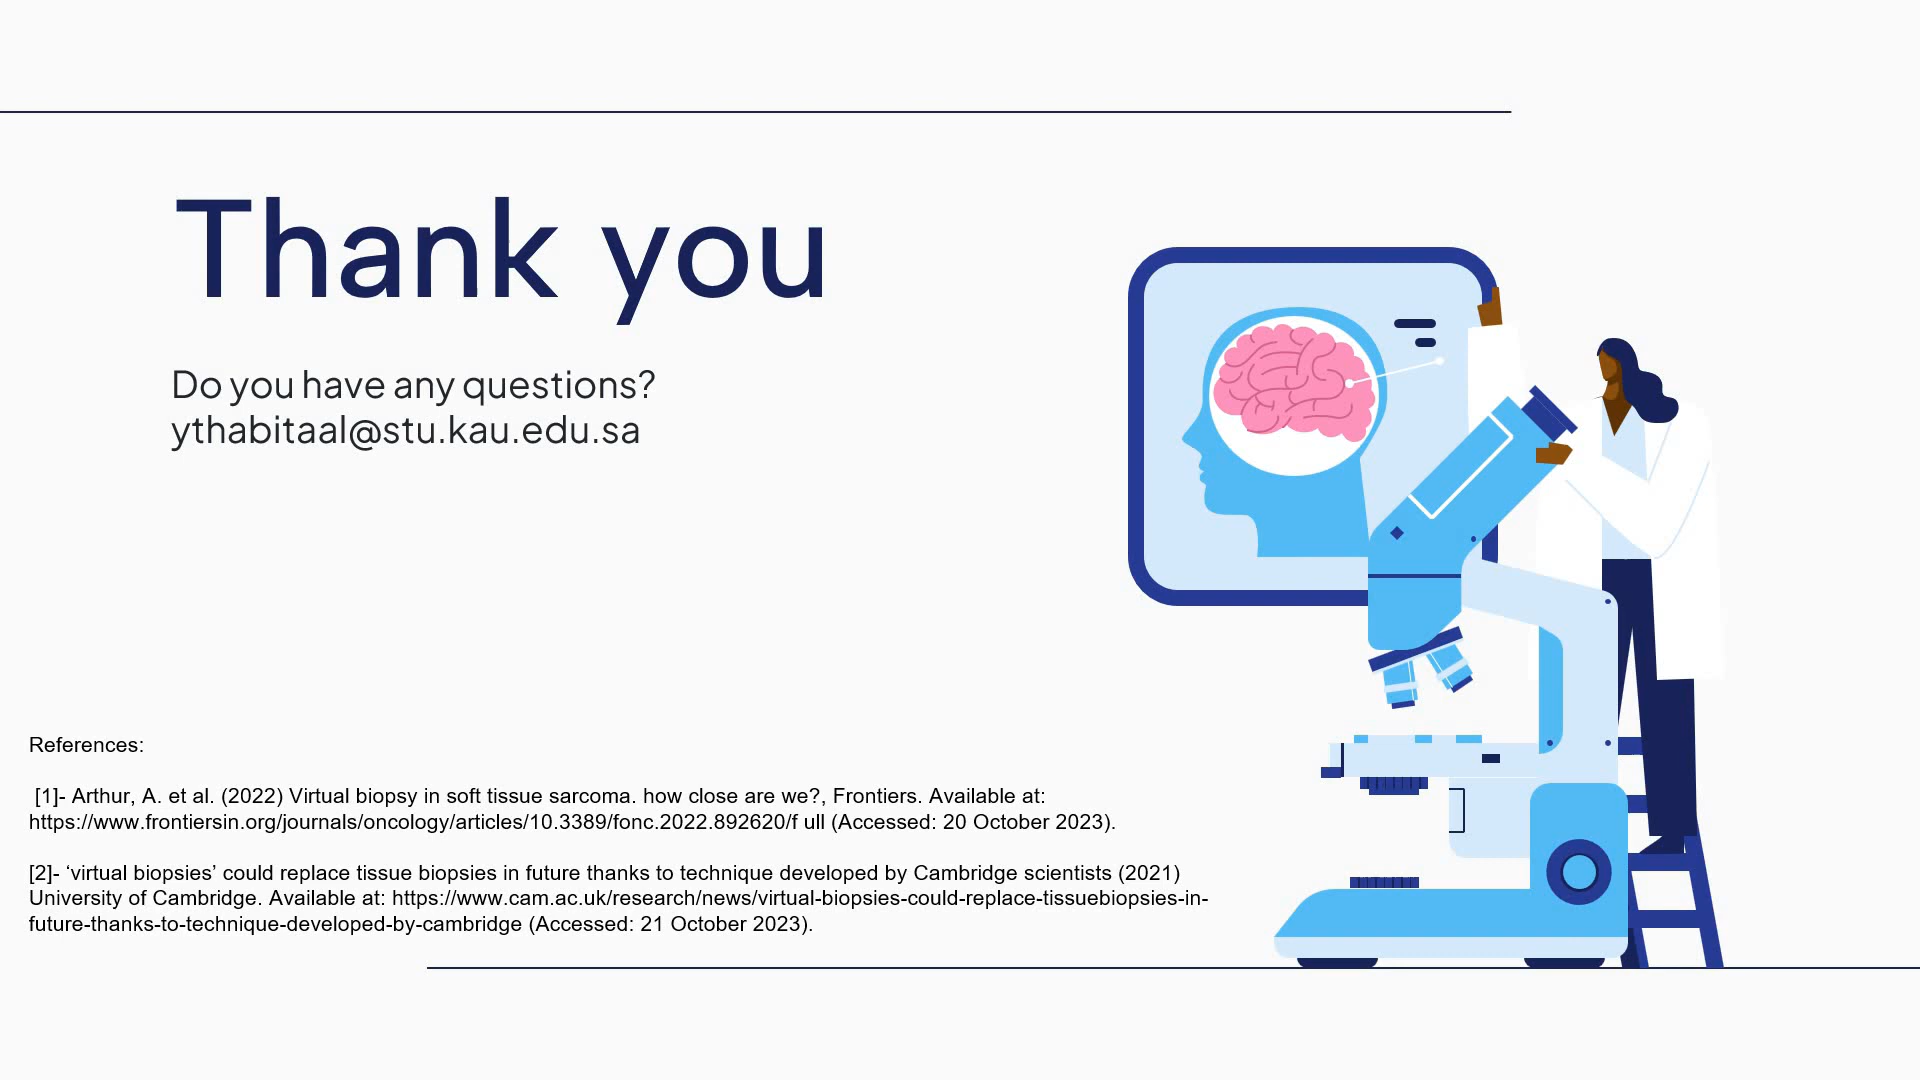 Thank you
Do you have any questions?
ythabitaal@stu.kau.edu.sa
References:
[1]- Arthur, A. et al. (2022) Virtual biopsy in soft tissue sarcoma. how close are we?, Frontiers. Available at:
https://www.frontiersin.org/journals/oncology/articles/10.3389/fonc.2022.892620/f ull (Accessed: 20 October 2023).
[2]- ‘virtual biopsies’ could replace tissue biopsies in future thanks to technique developed by Cambridge scientists (2021)
University of Cambridge. Available at: https://www.cam.ac.uk/research/news/virtual-biopsies-could-replace-tissuebiopsies-in-
future-thanks-to-technique-developed-by-cambridge (Accessed: 21 October 2023).